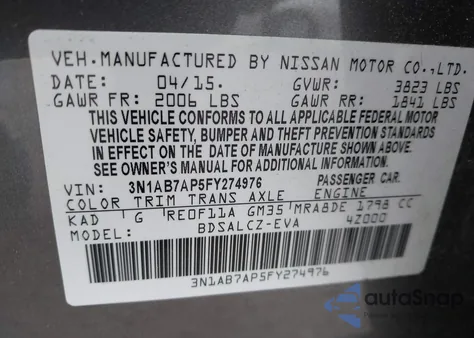 VEH. MANUFACTURED BY NISSAN MOTOR CO.,LTD.
DATE: 04/15. GVWR: 3823 LBS
GAWR FR: 2006 LBS GAWR RR: 1841 LBS
THIS VEHICLE CONFORMS TO ALL APPLICABLE FEDERAL MOTOR
VEHICLE SAFETY, BUMPER AND THEFT PREVENTION STANDARDS
IN EFFECT ON THE DATE OF MANUFACTURE SHOWN ABOVE.
SEE OWNER'S MANUAL FOR ADDITIONAL INFORMATION.
VIN: 3N1AB7AP5FY274976 PASSENGER CAR.
COLOR TRIM TRANS AXLE ENGINE
KAD G RE0F11A GM35 MRA8DE 1798 CC
MODEL: BDSALCZ-EVA 4Z000
3N1AB7AP5FY274976
autoSnap